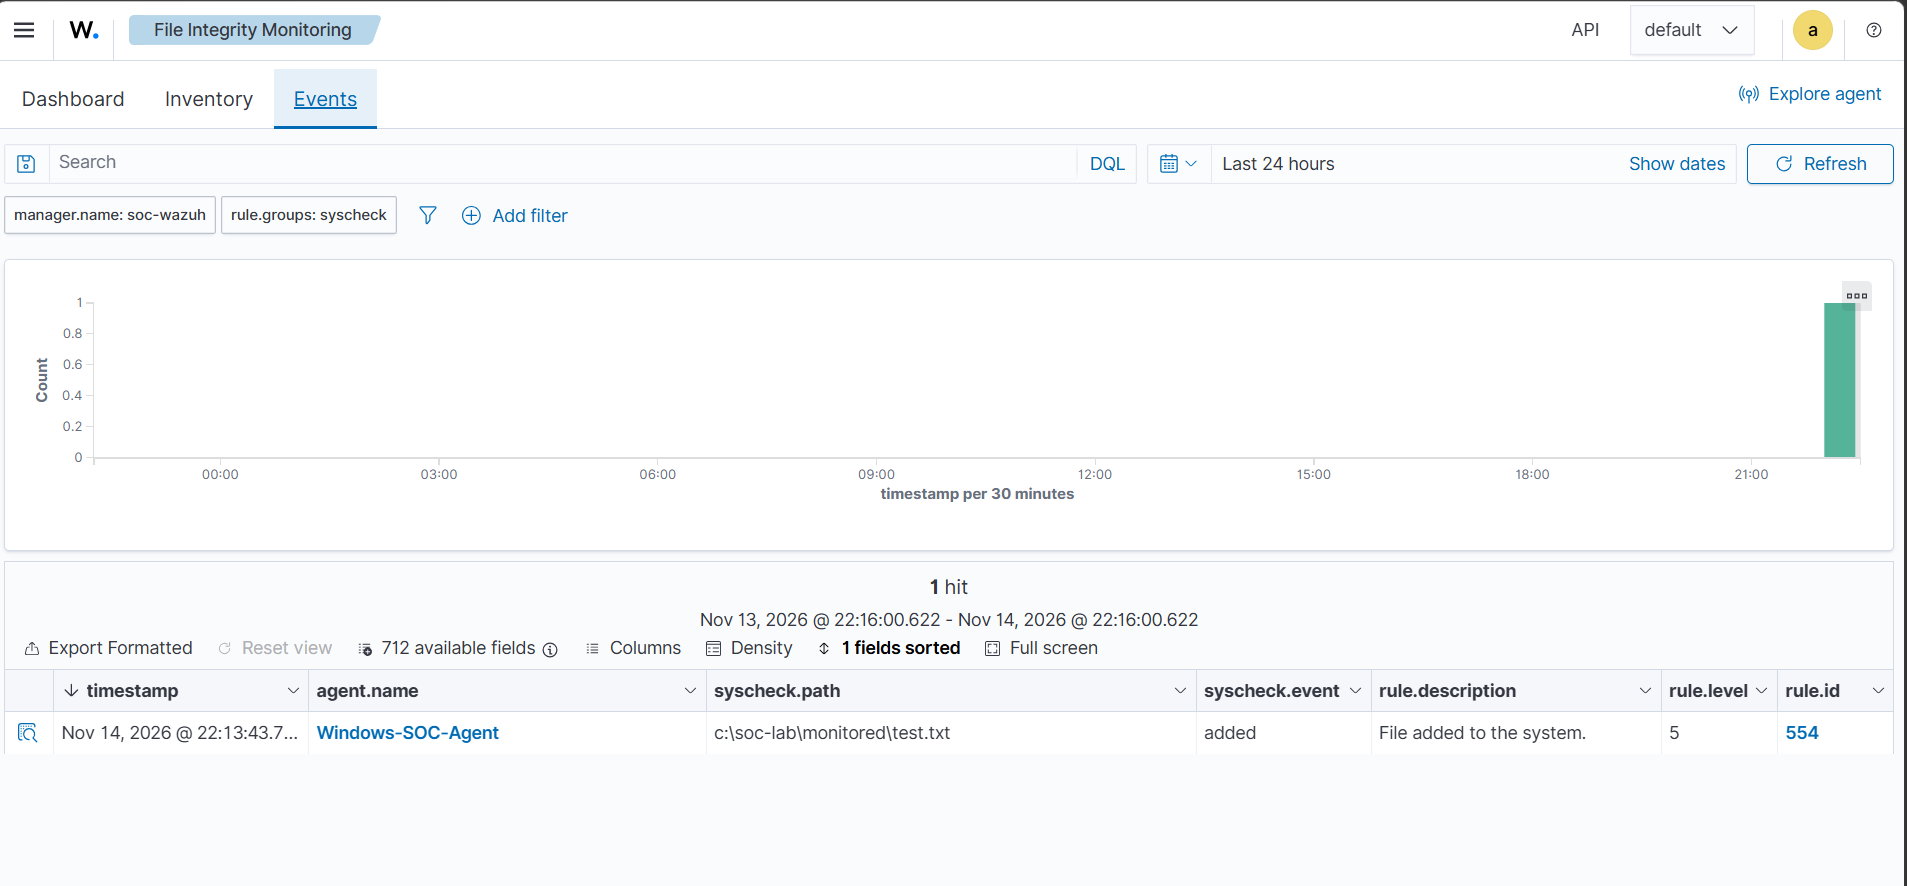 W. File Integrity Monitoring API default a
Dashboard Inventory Events Explore agent
Search DQL Last 24 hours Show dates Refresh
manager.name: soc-wazuh rule.groups: syscheck Add filter
1
0.8
0.6
0.4
0.2
0
Count
00:00 03:00 06:00 09:00 12:00 15:00 18:00 21:00
timestamp per 30 minutes
1 hit
Nov 13, 2026 @ 22:16:00.622 - Nov 14, 2026 @ 22:16:00.622
Export Formatted Reset view 712 available fields Columns Density 1 fields sorted Full screen
timestamp agent.name syscheck.path syscheck.event rule.description rule.level rule.id
Nov 14, 2026 @ 22:13:43.7... Windows-SOC-Agent c:\soc-lab\monitored\test.txt added File added to the system. 5 554